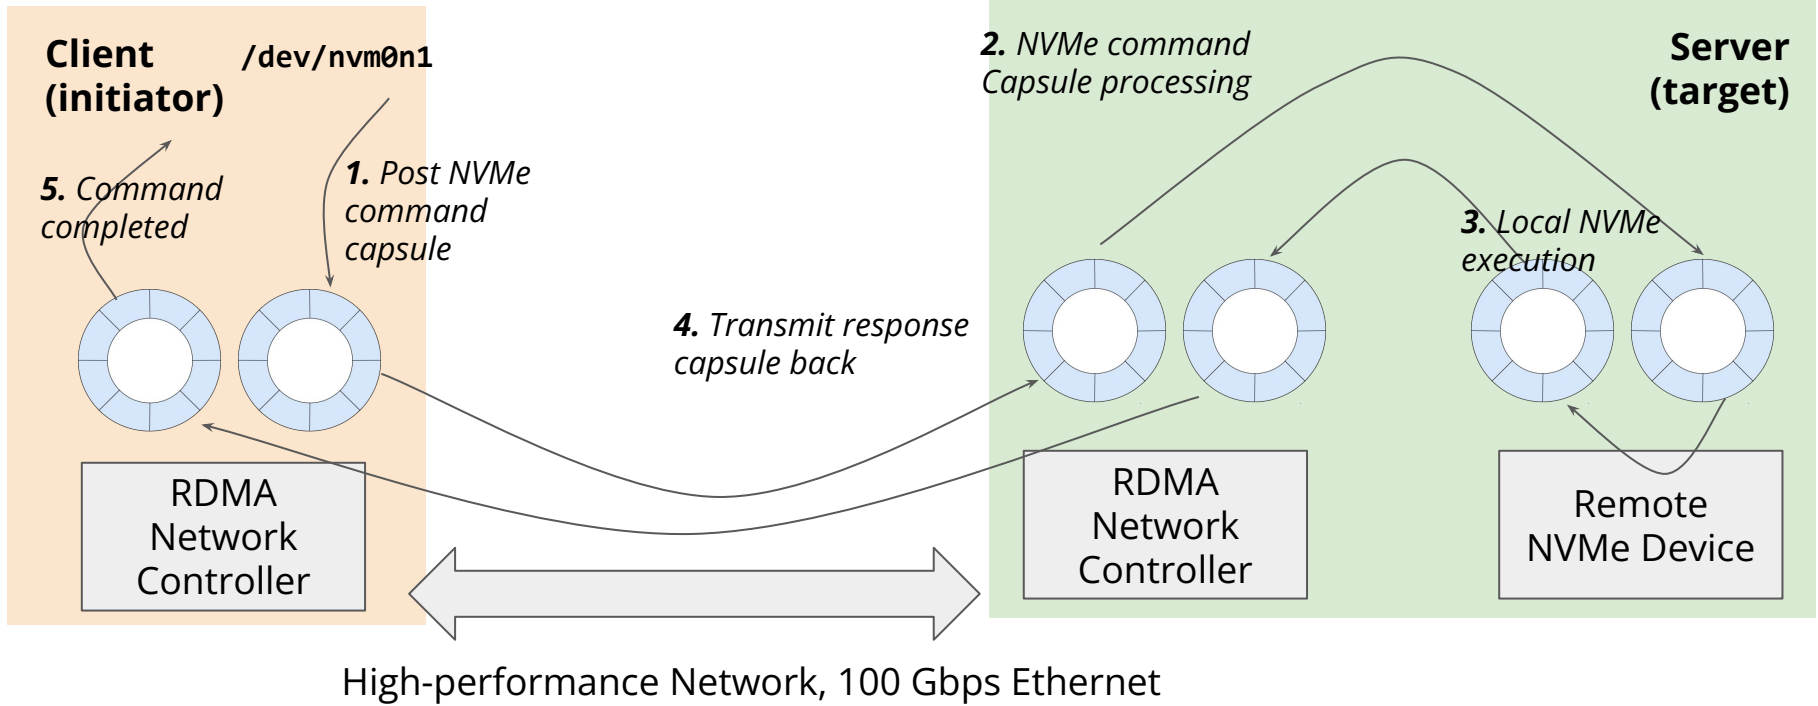 Client
(initiator)
/dev/nvm0n1
2. NVMe command
Capsule processing
Server
(target)
5. Command
completed
1. Post NVMe
command
capsule
3. Local NVMe
execution
4. Transmit response
capsule back
RDMA
Network
Controller
RDMA
Network
Controller
Remote
NVMe Device
High-performance Network, 100 Gbps Ethernet